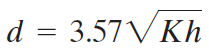 d = 3.57√Kh